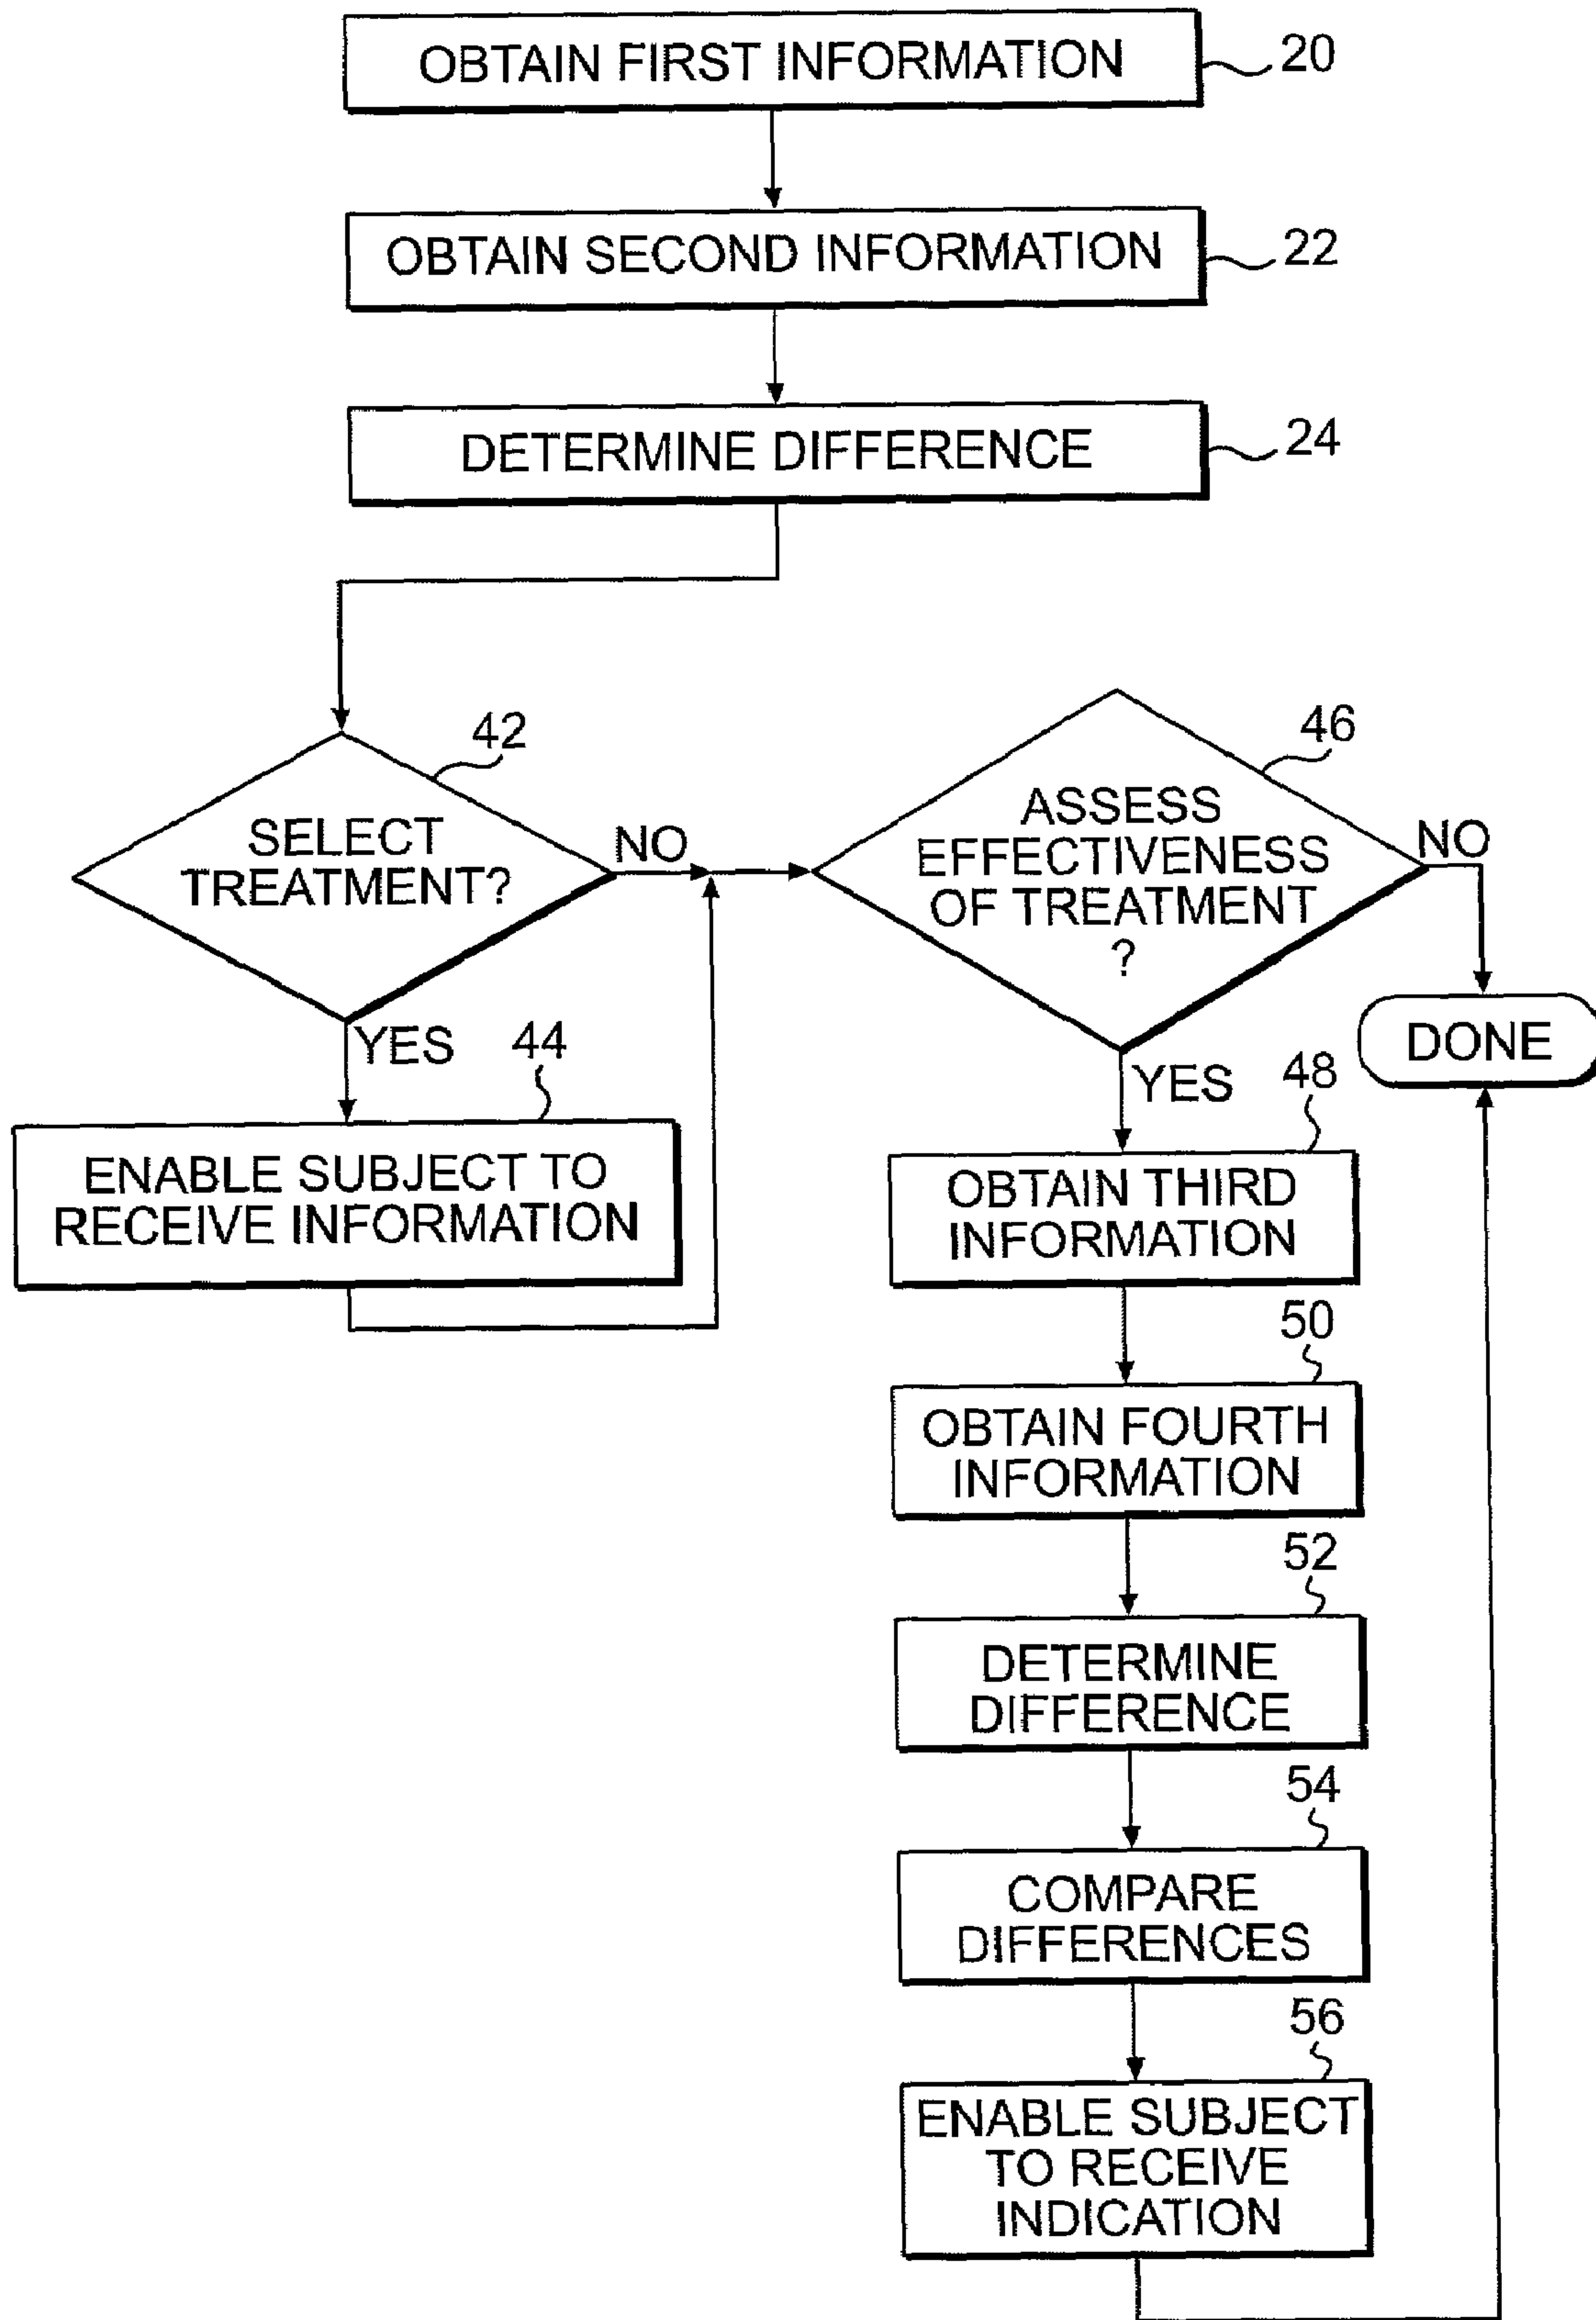 OBTAIN FIRST INFORMATION
20
OBTAIN SECOND INFORMATION
22
DETERMINE DIFFERENCE
24
42
SELECT
TREATMENT?
NO
YES
44
ENABLE SUBJECT TO
RECEIVE INFORMATION
46
ASSESS
EFFECTIVENESS
OF TREATMENT
?
NO
DONE
YES
48
OBTAIN THIRD
INFORMATION
50
OBTAIN FOURTH
INFORMATION
52
DETERMINE
DIFFERENCE
54
COMPARE
DIFFERENCES
56
ENABLE SUBJECT
TO RECEIVE
INDICATION